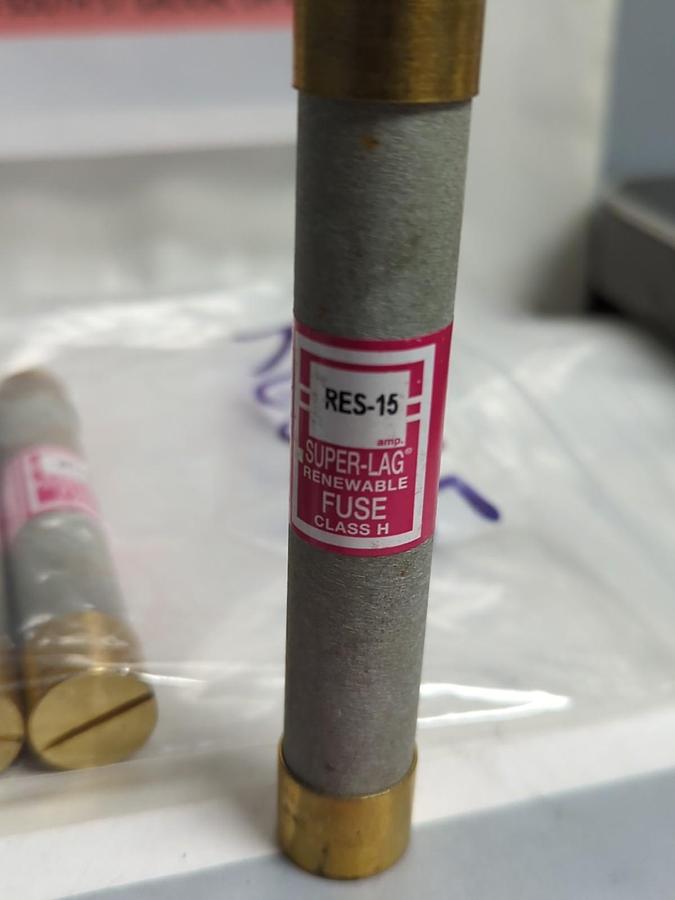 RES-15
amp.
SUPER-LAG®
RENEWABLE
FUSE
CLASS H